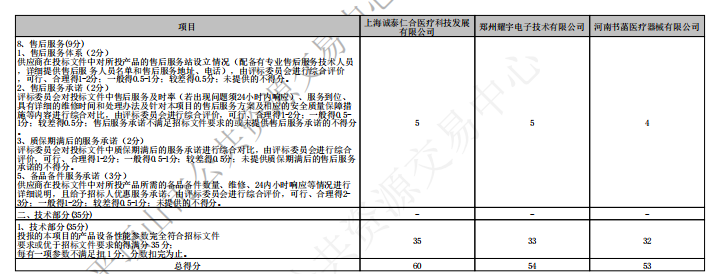 项目
上海诚泰仁合医疗科技发展
有限公司
郑州耀宇电子技术有限公司
河南书菡医疗器械有限公司
8、售后服务(9分)
1、售后服务体系（2分）
供应商在投标文件中对所投产品的售后服务站设立情况（配备有专业售后服务技术人员
，详细提供售后服 务人员名单和售后服务地址、电话），由评标委员会进行综合评价
，可行、合理得1-2分；一般得0.5-1分；较差得0.5分；未提供的不得分。
2、售后服务承诺（2分）
评标委员会对投标文件中售后服务及时率（若出现问题须24小时内响应）、服务到位、
具有详细的维修时间和处理办法及针对本项目的售后服务方案及相应的安全质量保障措
施等内容进行综合对比，由评标委员会进行综合评价，可行、合理得1-2分；一般得0.5-
1分；较差得0.5分；售后服务承诺不满足招标文件要求的或未提供售后服务承诺的不得分
。
3、质保期满后的服务承诺（2分）
评标委员会对投标文件中质保期满后的服务承诺进行综合对比，由评标委员会进行综合
评价，可行、合理得1-2分；一般得0.5-1分；较差得0.5分；未提供质保期满后的售后服务
承诺的不得分。
5、备品备件服务承诺（3分）
供应商在投标文件中对所投产品所需的备品备件数量、维修、24内小时响应等情况进行
详细说明，且给予招标人优惠服务承诺。由评标委员会进行综合评价，可行、合理得2-
3分；一般得1-2分；较差得0.5-1分；未提供的不得分。
5
5
4
二、技术部分(35分)
-
-
-
1、技术部分(35分)
投报的本项目的产品设备性能参数完全符合招标文件
要求或优于招标文件要求的得满分 35 分；
每有一项参数不满足扣 1 分、分数扣完为止。
35
33
32
总得分
60
54
53